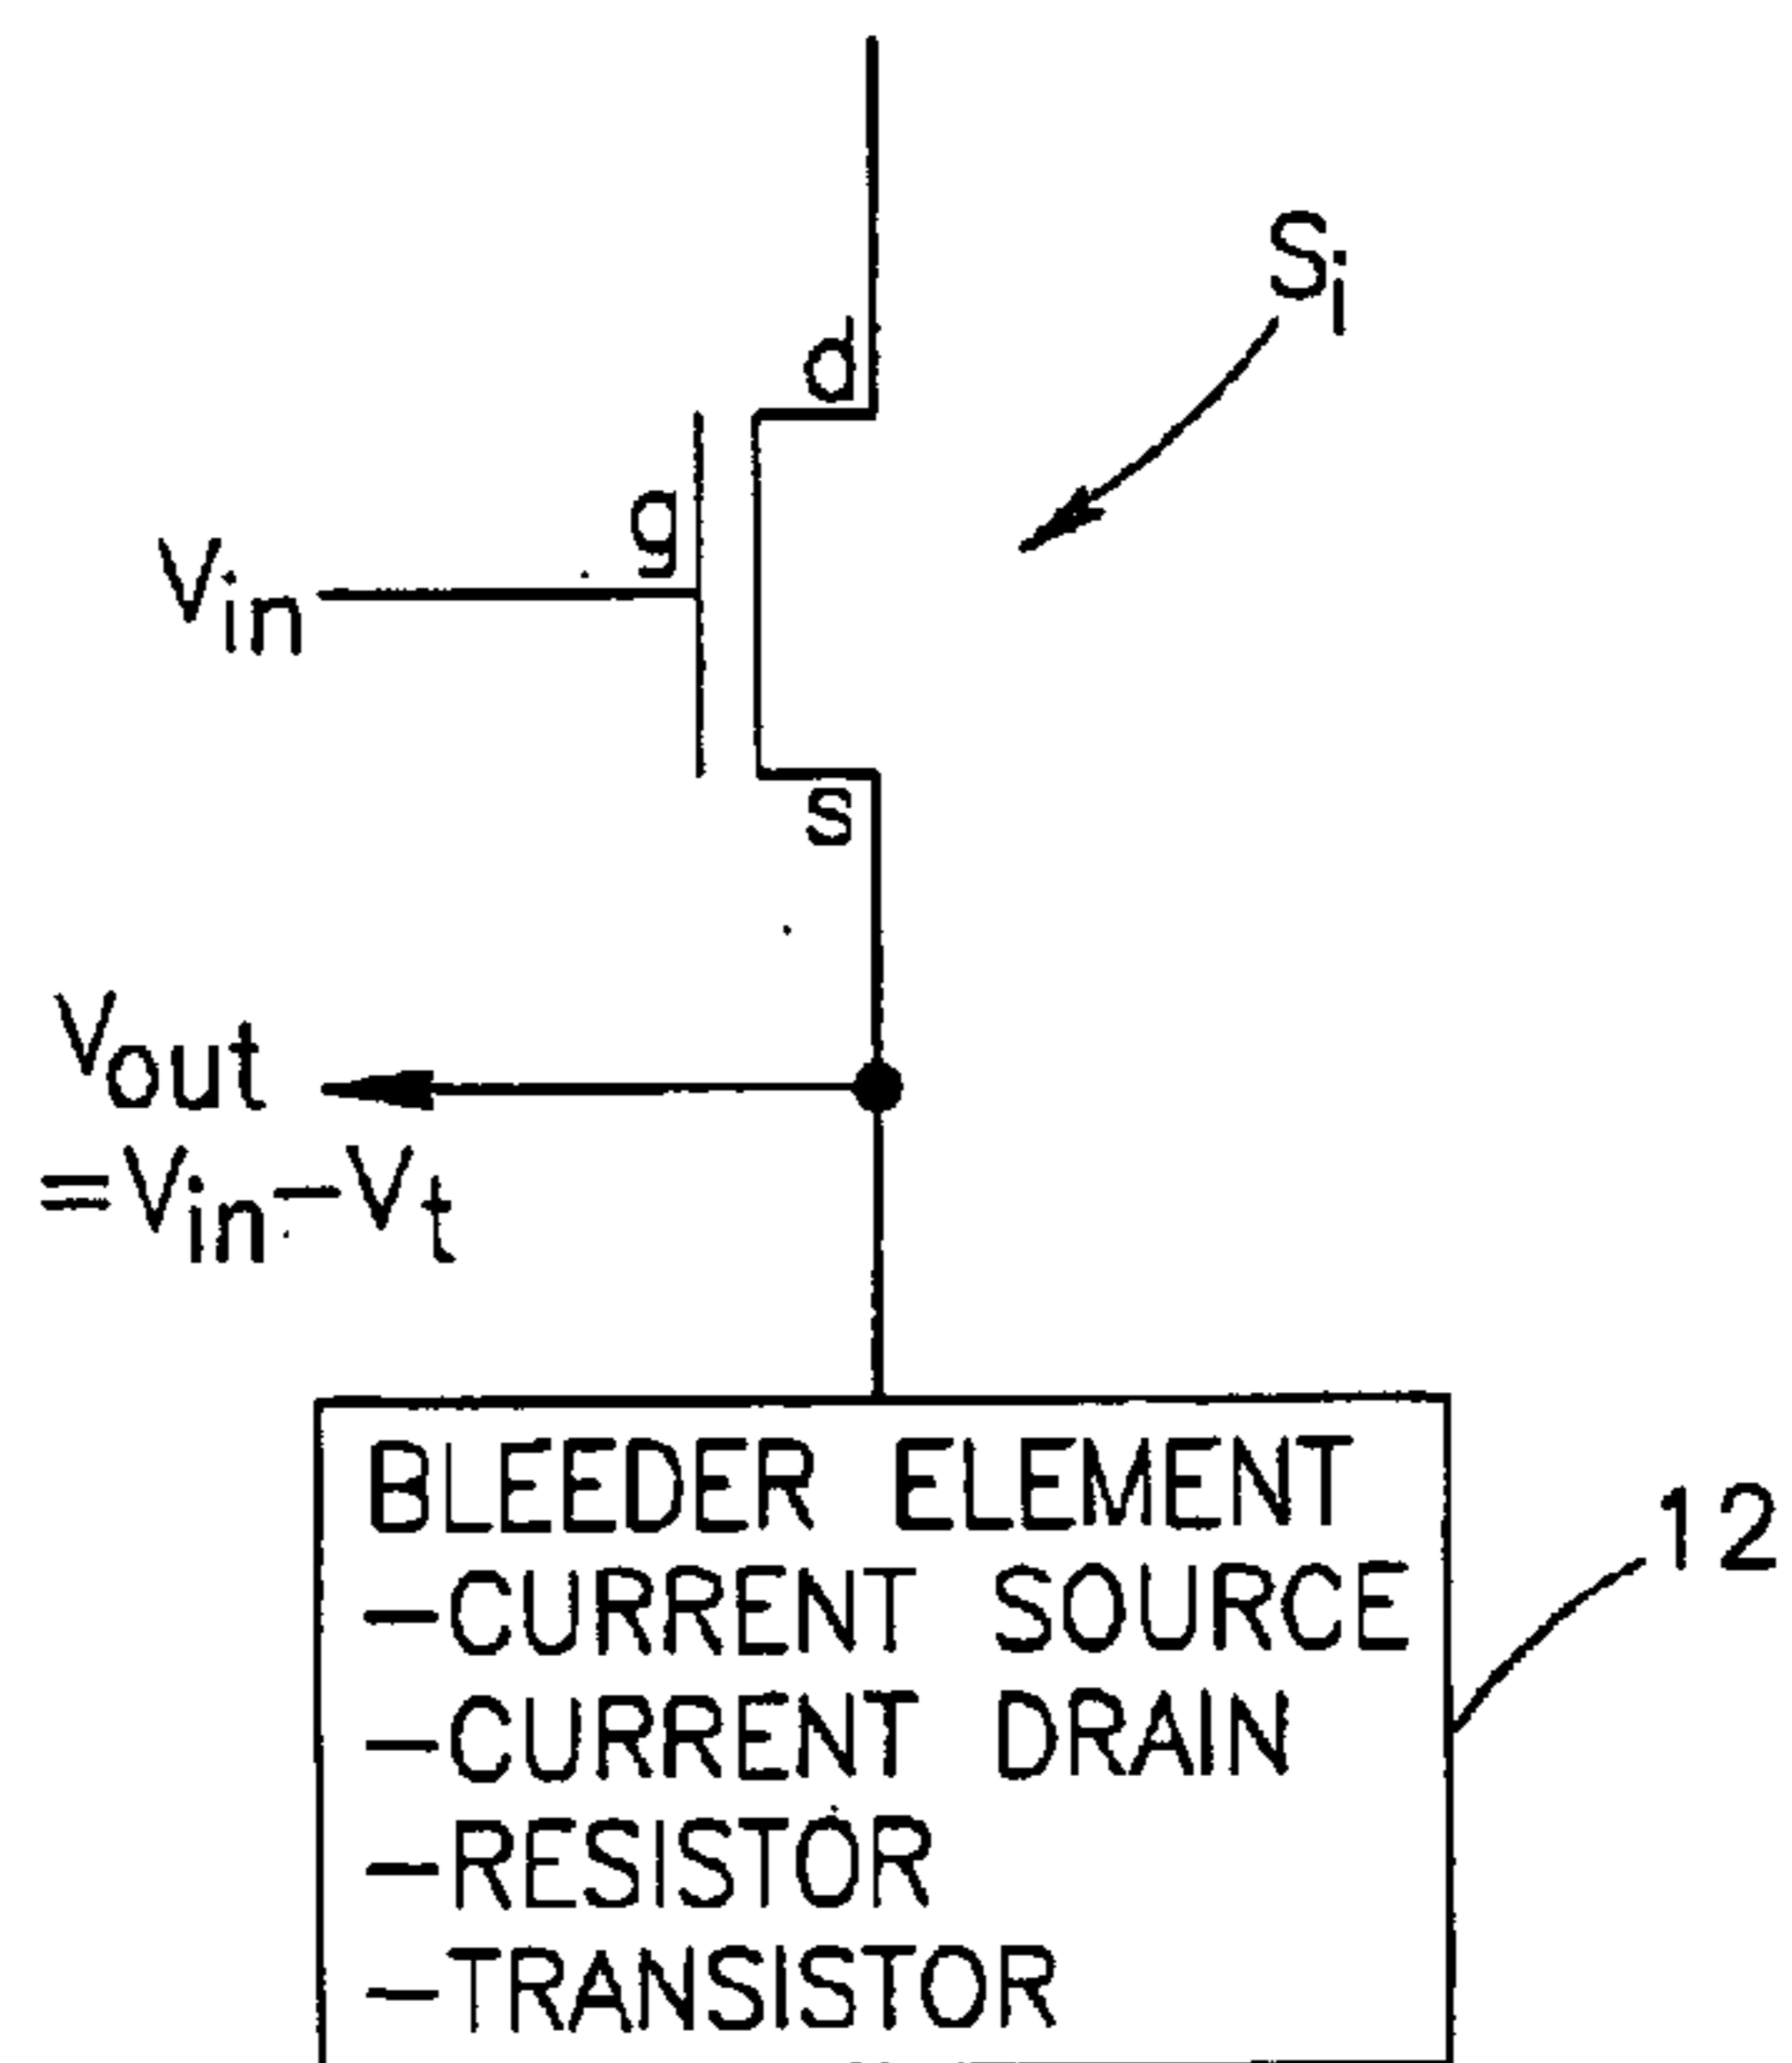 Si
d
g
Vin
s
Vout
=Vin-Vt
BLEEDER ELEMENT
-CURRENT SOURCE
12
-CURRENT DRAIN
-RESISTOR
-TRANSISTOR